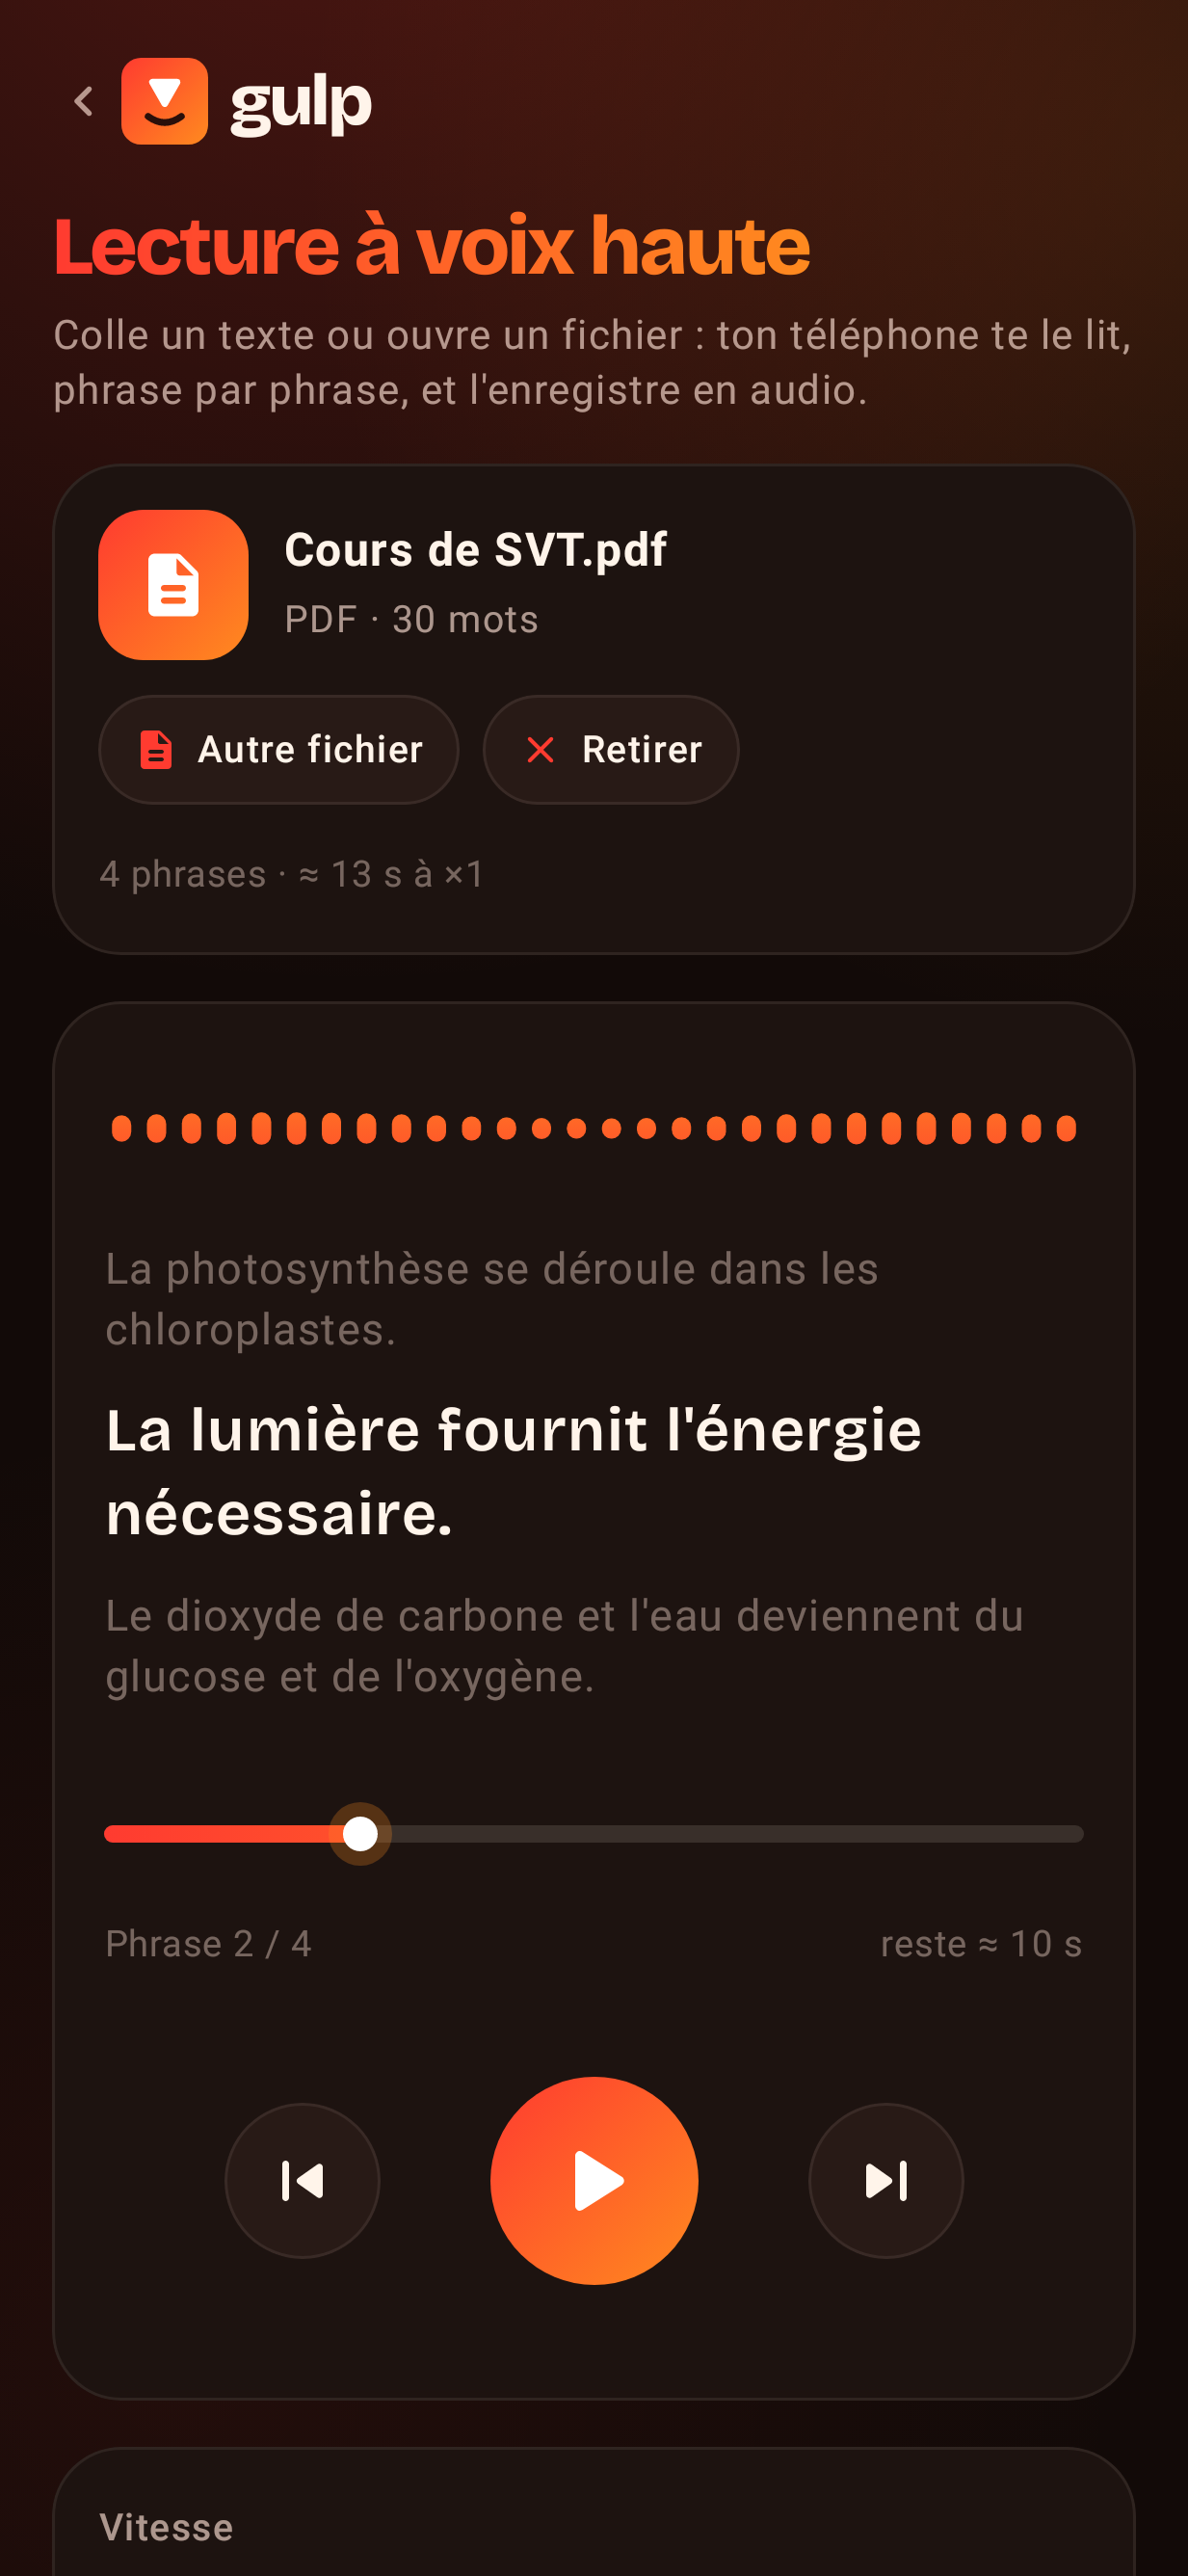 gulp
Lecture à voix haute
Colle un texte ou ouvre un fichier : ton téléphone te le lit,
phrase par phrase, et l'enregistre en audio.
Cours de SVT.pdf
PDF · 30 mots
Autre fichier
Retirer
4 phrases · ≈ 13 s à ×1
La photosynthèse se déroule dans les
chloroplastes.
La lumière fournit l'énergie
nécessaire.
Le dioxyde de carbone et l'eau deviennent du
glucose et de l'oxygène.
Phrase 2 / 4
reste ≈ 10 s
Vitesse